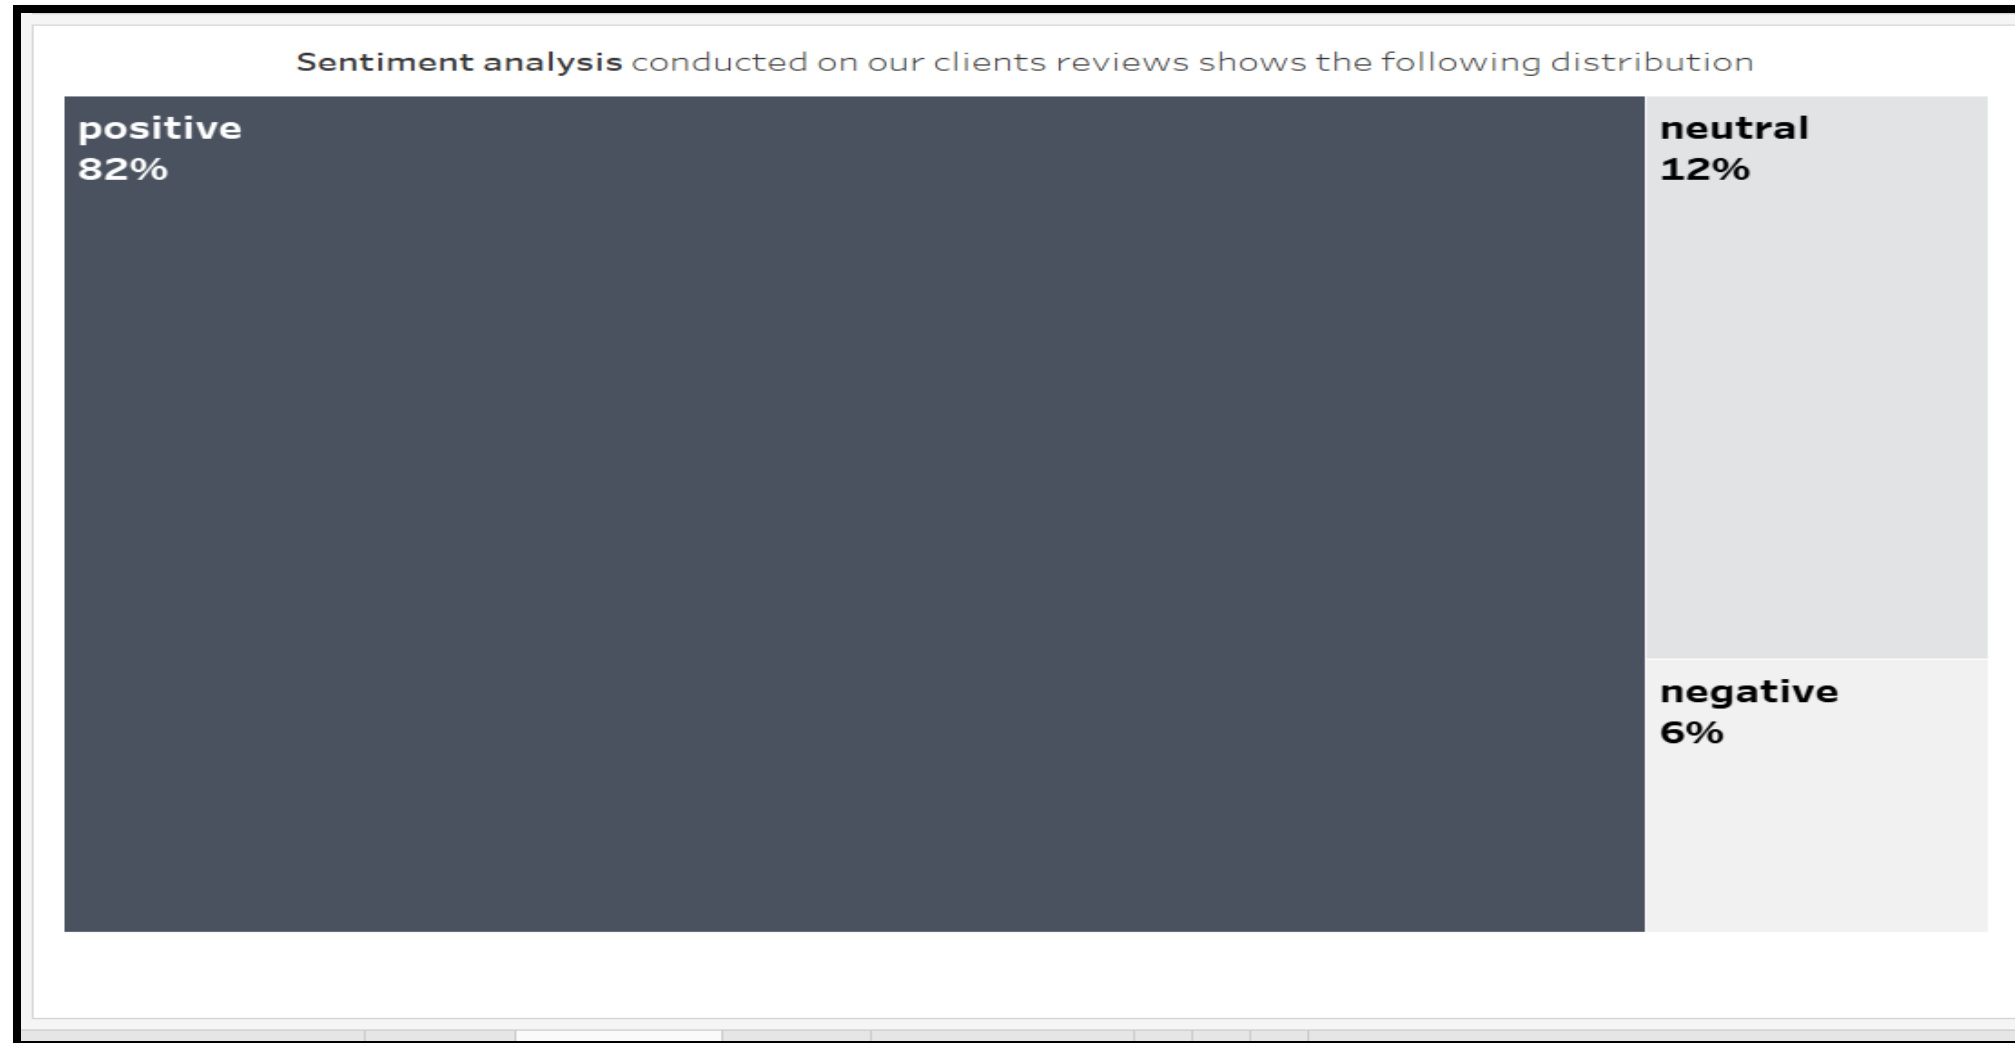 Sentiment analysis conducted on our clients reviews shows the following distribution
positive
82%
neutral
12%
negative
6%